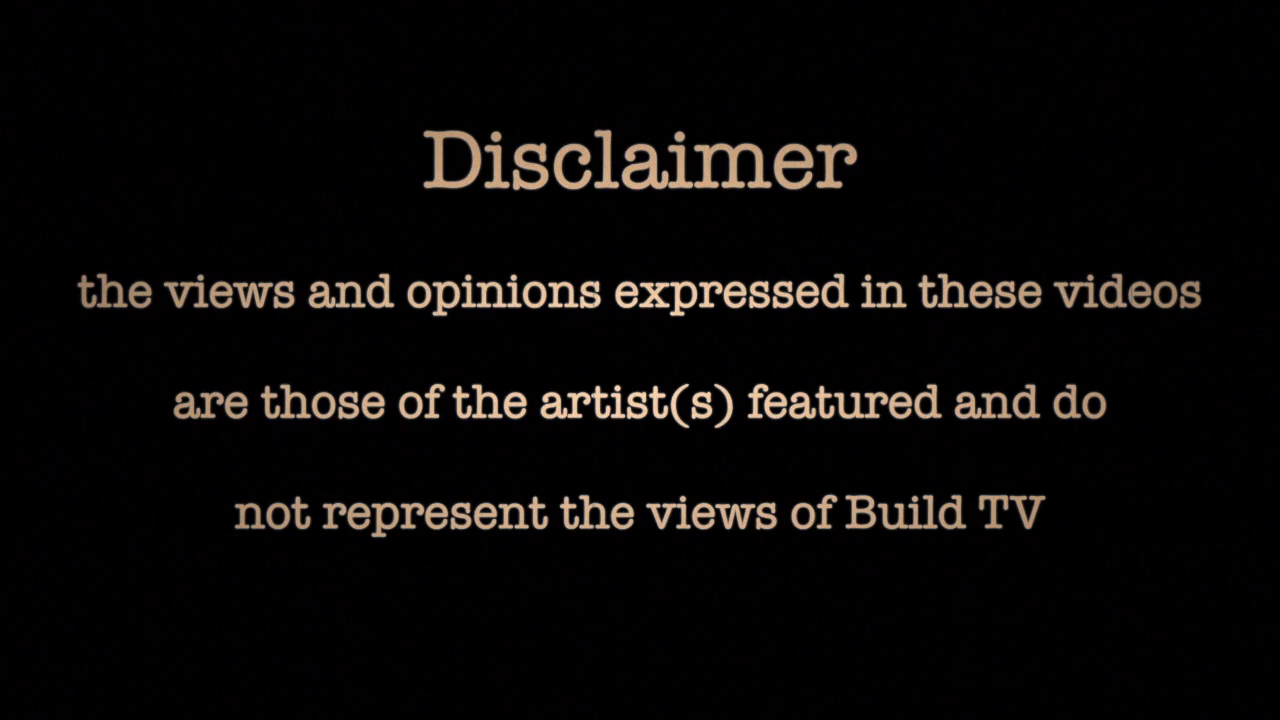 Disclaimer
the views and opinions expressed in these videos
are those of the artist(s) featured and do
not represent the views of Build TV